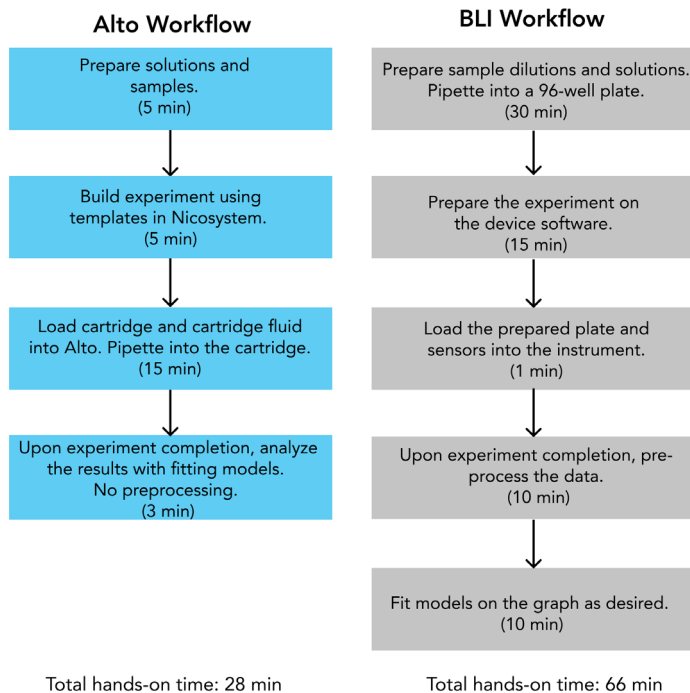 Alto Workflow
Prepare solutions and
samples.
(5 min)
Build experiment using
templates in Nicosystem.
(5 min)
Load cartridge and cartridge fluid
into Alto. Pipette into the cartridge.
(15 min)
Upon experiment completion, analyze
the results with fitting models.
No preprocessing.
(3 min)
Total hands-on time: 28 min
BLI Workflow
Prepare sample dilutions and solutions.
Pipette into a 96-well plate.
(30 min)
Prepare the experiment on
the device software.
(15 min)
Load the prepared plate and
sensors into the instrument.
(1 min)
Upon experiment completion, pre-
process the data.
(10 min)
Fit models on the graph as desired.
(10 min)
Total hands-on time: 66 min